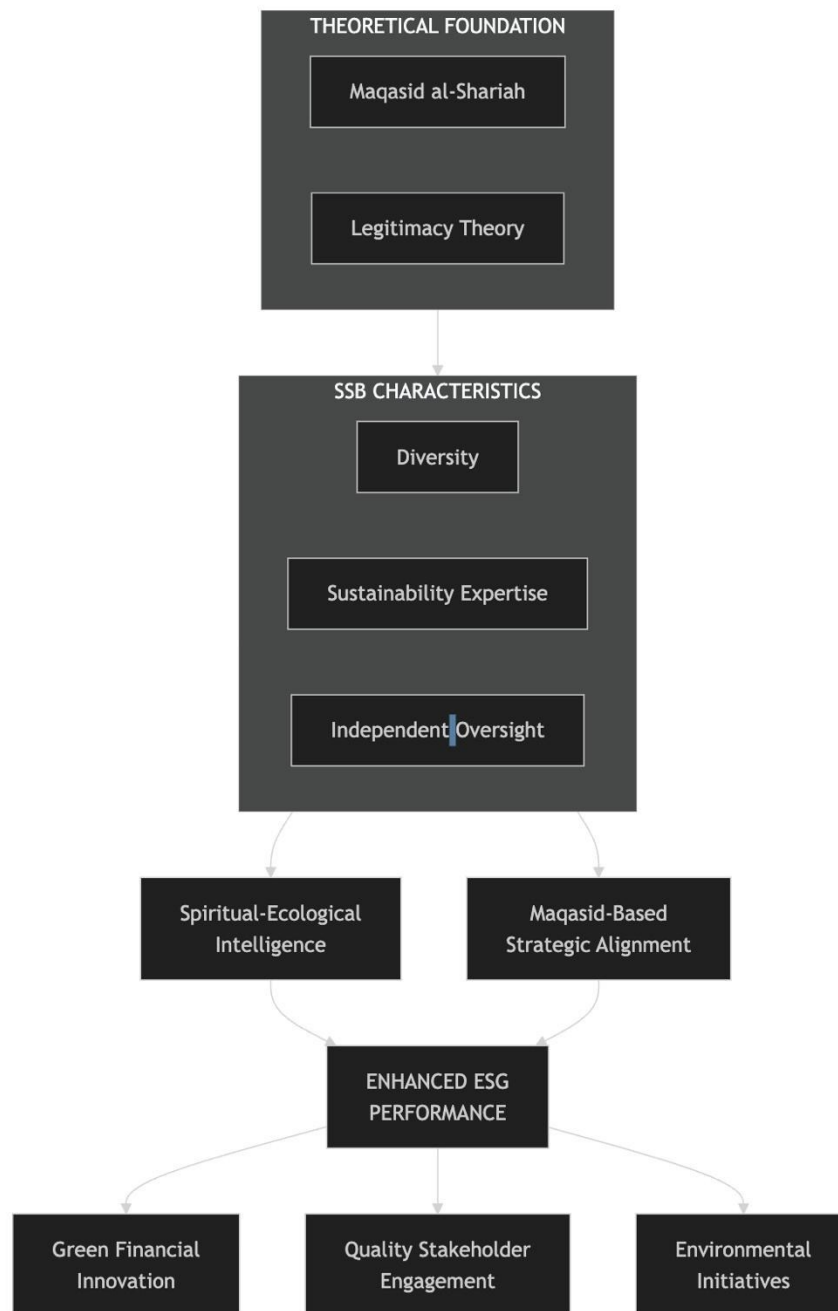 THEORETICAL FOUNDATION
Maqasid al-Shariah
Legitimacy Theory
SSB CHARACTERISTICS
Diversity
Sustainability Expertise
Independent Oversight
Spiritual-Ecological
Intelligence
Maqasid-Based
Strategic Alignment
ENHANCED ESG
PERFORMANCE
Green Financial
Innovation
Quality Stakeholder
Engagement
Environmental
Initiatives